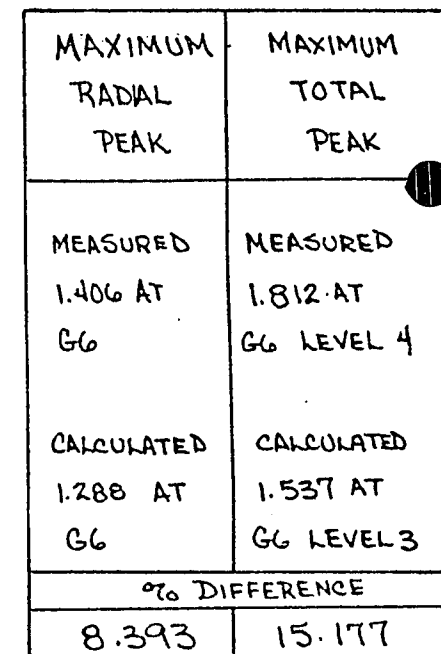 MAXIMUM RADIAL PEAK
MAXIMUM TOTAL PEAK
MEASURED
1.406 AT
G6
MEASURED
1.812 AT
G6 LEVEL 4
CALCULATED
1.288 AT
G6
CALCULATED
1.537 AT
G6 LEVEL 3
% DIFFERENCE
8.393
15.177